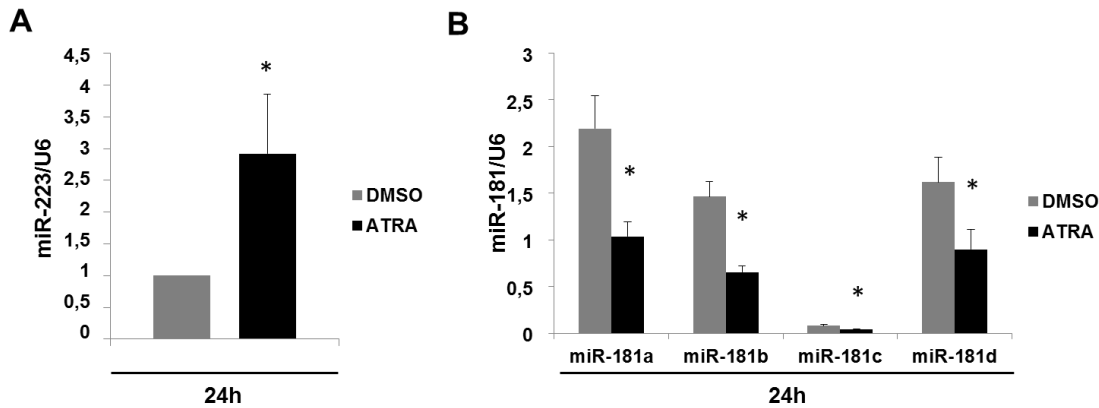 A
miR-223/U6
4,5
4
3,5
3
2,5
2
1,5
1
0,5
0
*
24h
DMSO
ATRA
B
miR-181/U6
3
2,5
2
1,5
1
0,5
0
*
*
*
*
miR-181a
miR-181b
miR-181c
miR-181d
24h
DMSO
ATRA